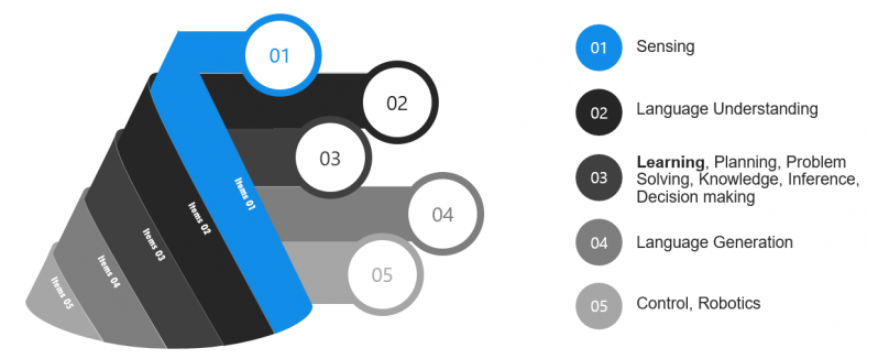 01
02
03
04
05
Items 01
Items 02
Items 03
Items 04
Items 05
01 Sensing
02 Language Understanding
03 Learning, Planning, Problem
Solving, Knowledge, Inference,
Decision making
04 Language Generation
05 Control, Robotics